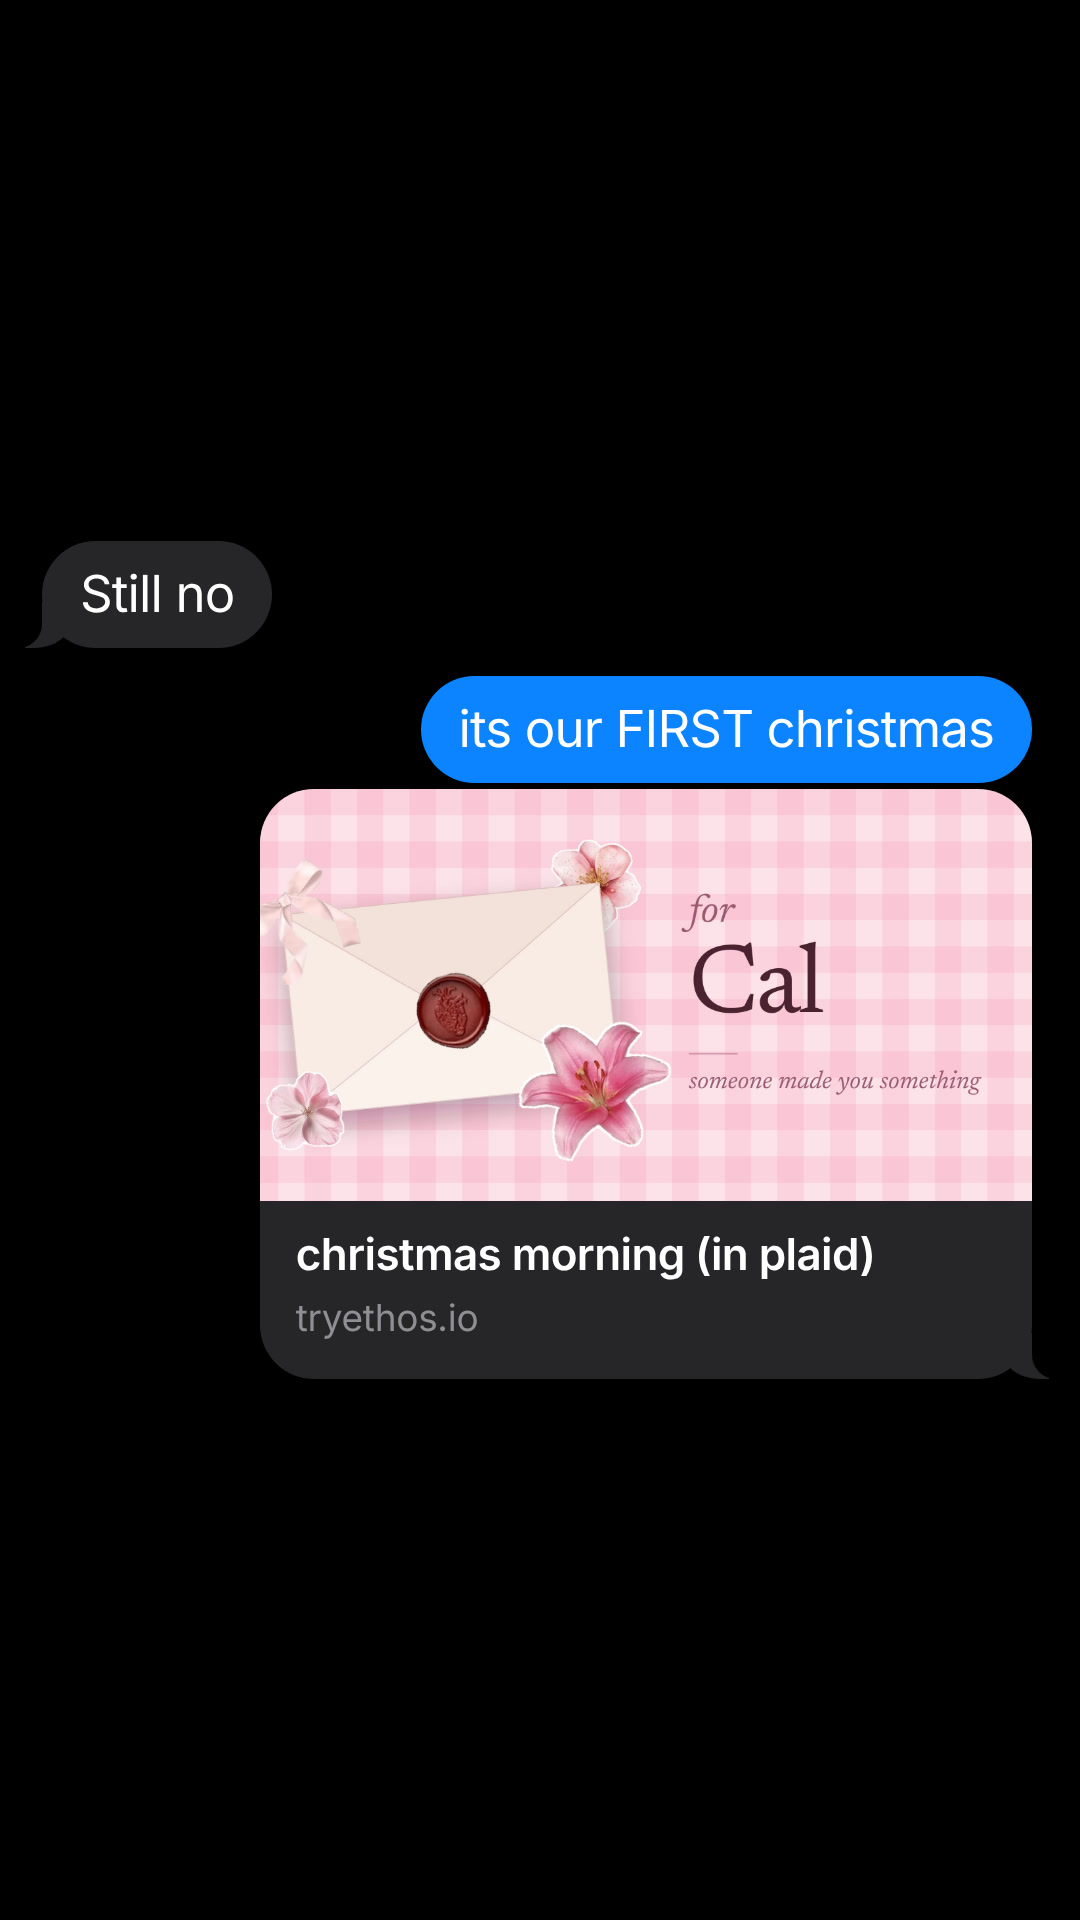 Still no
its our FIRST christmas
for
Cal
someone made you something
christmas morning (in plaid)
tryethos.io